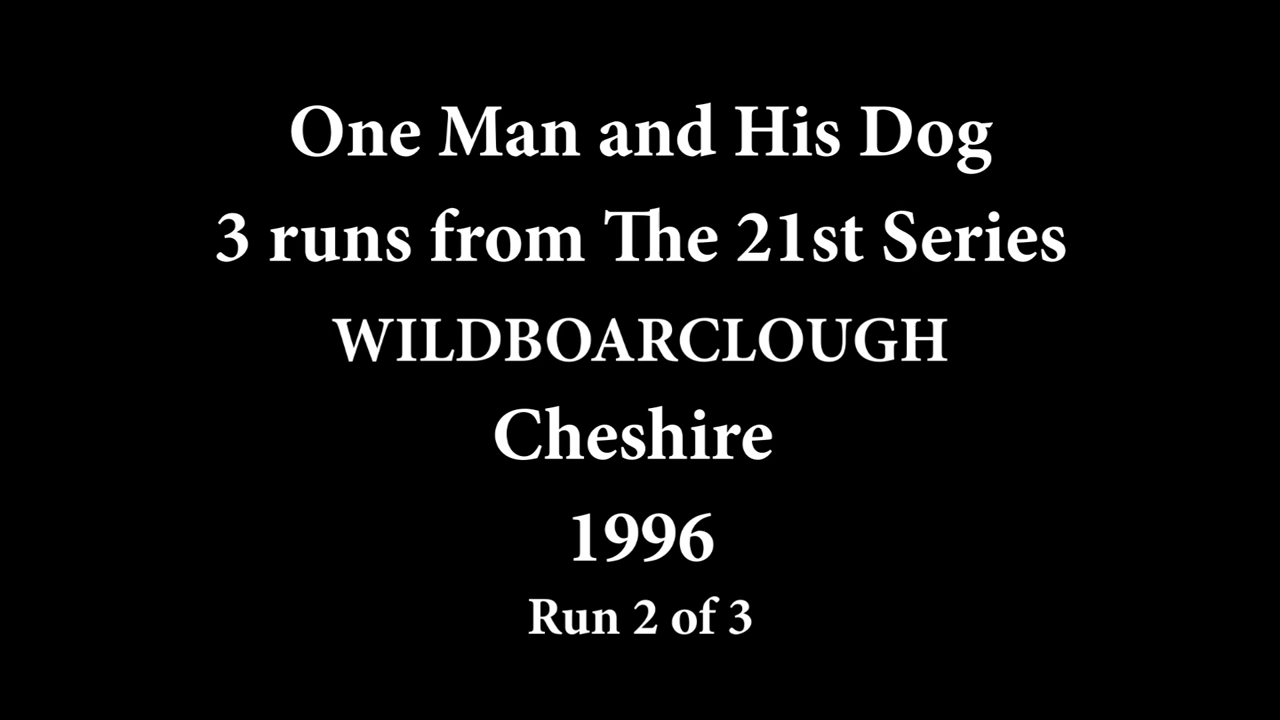 One Man and His Dog
3 runs from The 21st Series
WILDBOARCLOUGH
Cheshire
1996
Run 2 of 3